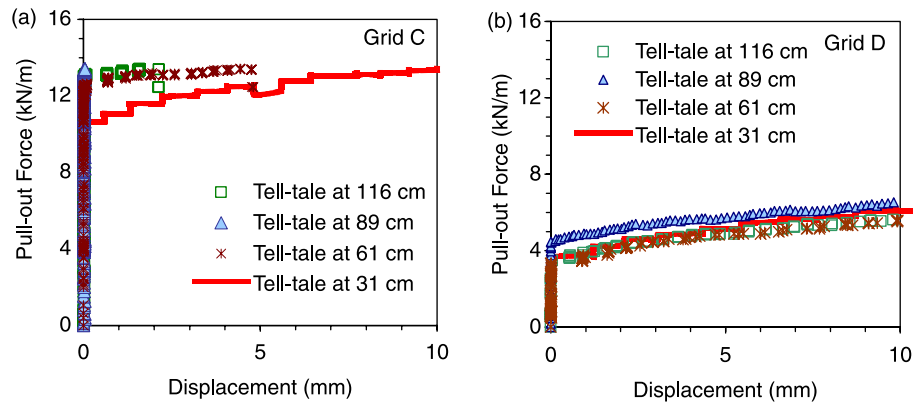 (a)
16
12
8
4
0
Pull-out Force (kN/m)
Grid C
Tell-tale at 116 cm
Tell-tale at 89 cm
Tell-tale at 61 cm
Tell-tale at 31 cm
0 5 10
Displacement (mm)
(b)
16
12
8
4
0
Pull-out Force (kN/m)
Grid D
Tell-tale at 116 cm
Tell-tale at 89 cm
Tell-tale at 61 cm
Tell-tale at 31 cm
0 5 10
Displacement (mm)